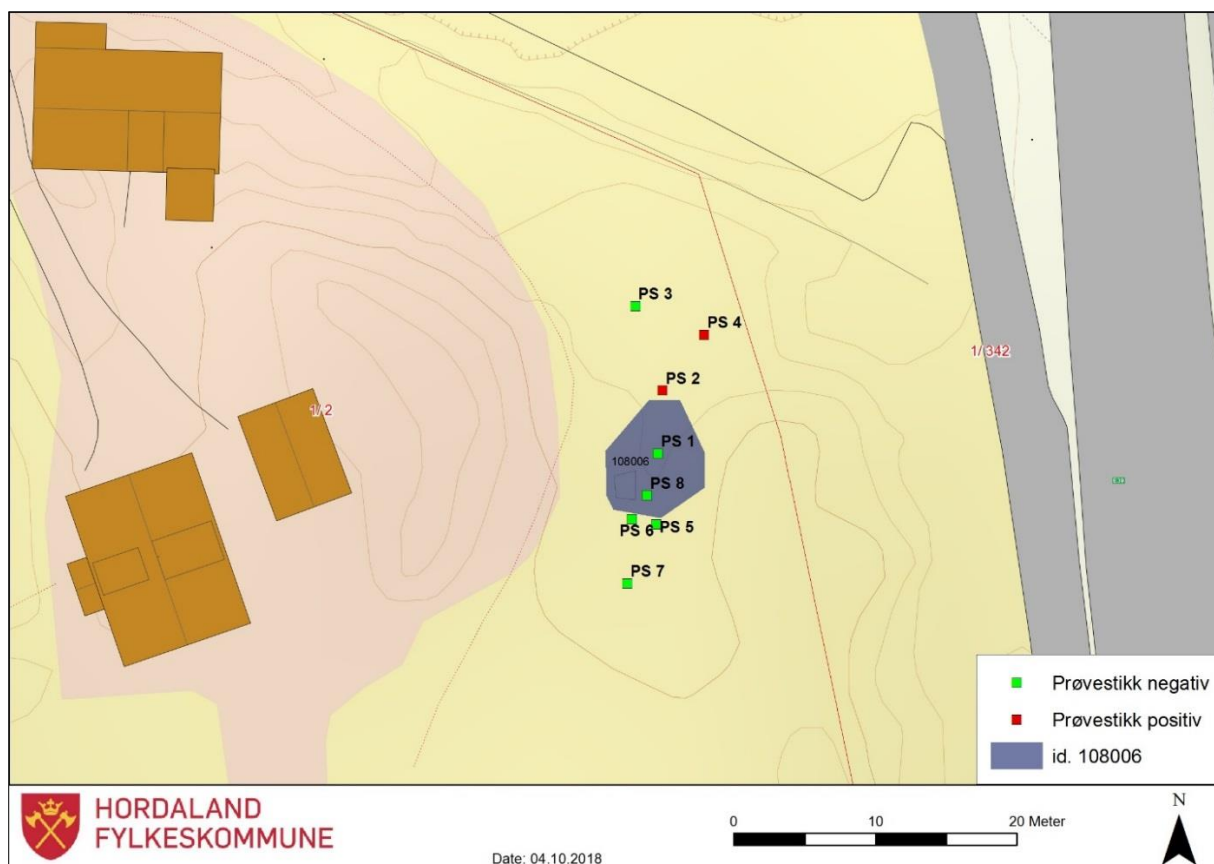 PS 3
PS 4
1/ 342
PS 2
1/ 2
PS 1
108006
PS 8
PS 6
PS 5
PS 7
Prøvestikk negativ
Prøvestikk positiv
id. 108006
HORDALAND
FYLKESKOMMUNE
0 10 20 Meter
N
Date: 04.10.2018